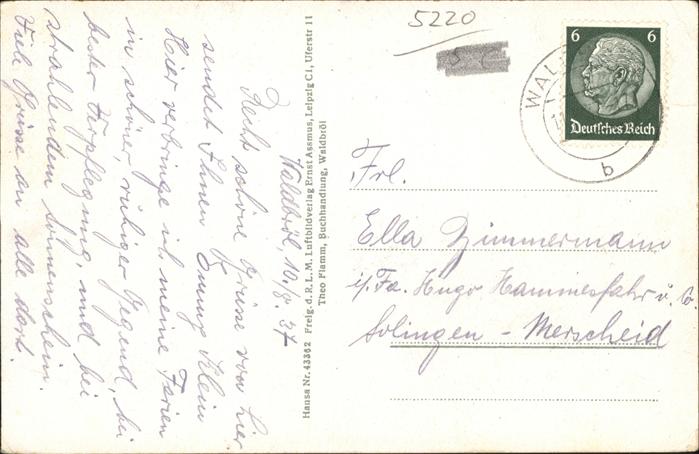 Waldbröl, 10./8. 37
Recht schöne Grüsse von hier
sendet Ihnen Emmy Klein
Hier verbringe ich meine Ferien
in schöner, ruhiger Gegend, bei
bester Verpflegung, und bei
strahlendem Sonnenschein.
Viele Grüsse an alle dort.
Hansa Nr. 43362 Freig. d. R. L. M. Luftbildverlag Ernst Assmus, Leipzig C1, Uferstr 11
Theo Flamm, Buchhandlung, Waldbröl
5220
6 6
Deutsches Reich
WAL
b
Frl.
Ella Zimmermann
i/Fa. Hugo Hammesfahr u. Co
Solingen - Merscheid